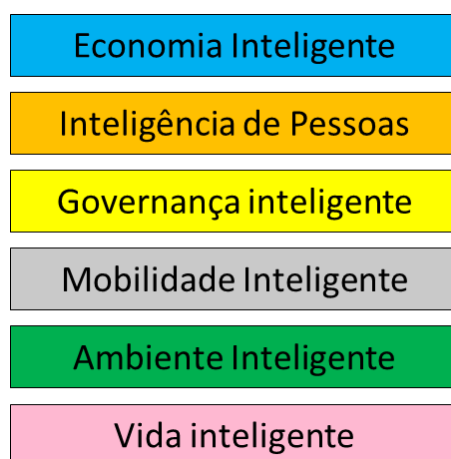 Economia Inteligente
Inteligência de Pessoas
Governança inteligente
Mobilidade Inteligente
Ambiente Inteligente
Vida inteligente